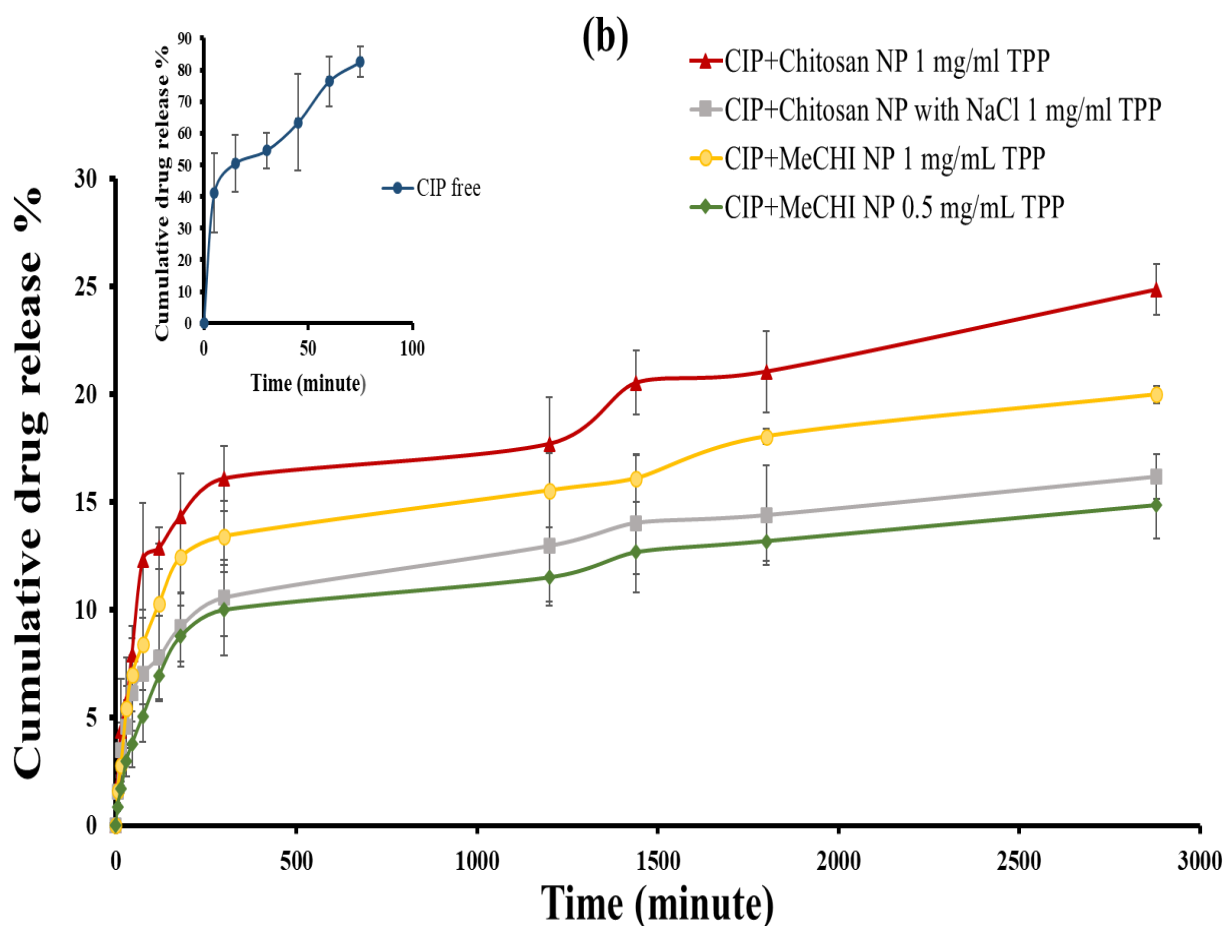 (b)
Cumulative drug release %
90
80
70
60
50
40
30
20
10
0
0
50
100
Time (minute)
CIP free
CIP+Chitosan NP 1 mg/ml TPP
CIP+Chitosan NP with NaCl 1 mg/ml TPP
CIP+MeCHI NP 1 mg/mL TPP
CIP+MeCHI NP 0.5 mg/mL TPP
Cumulative drug release %
30
25
20
15
10
5
0
0
500
1000
1500
2000
2500
3000
Time (minute)